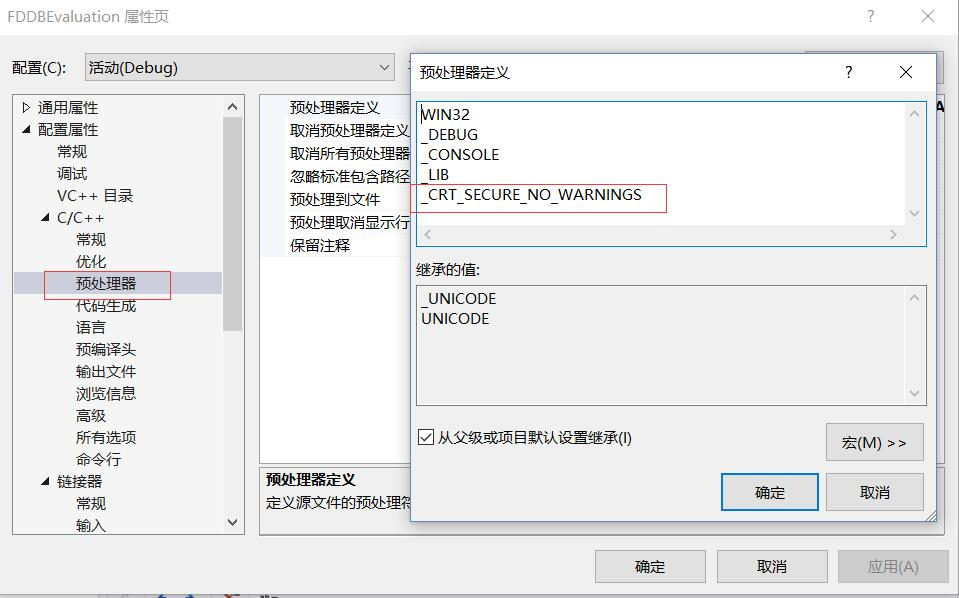 FDDBEvaluation 属性页
配置(C):
活动(Debug)
通用属性
配置属性
常规
调试
VC++ 目录
C/C++
常规
优化
预处理器
代码生成
语言
预编译头
输出文件
浏览信息
高级
所有选项
命令行
链接器
常规
输入
预处理器定义
取消预处理器定义
取消所有预处理器
忽略标准包含路径
预处理到文件
预处理取消显示行
保留注释
预处理器定义
定义源文件的预处理符
预处理器定义
WIN32
_DEBUG
_CONSOLE
_LIB
_CRT_SECURE_NO_WARNINGS
继承的值:
_UNICODE
UNICODE
从父级或项目默认设置继承(I)
宏(M) >>
确定
取消
确定
取消
应用(A)